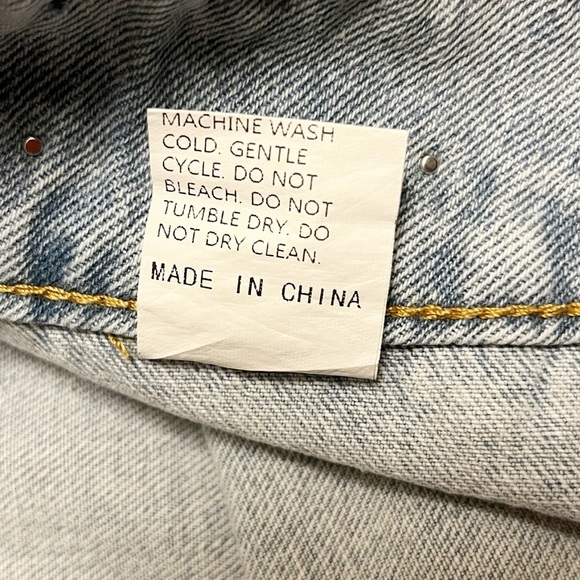 MACHINE WASH
COLD. GENTLE
CYCLE. DO NOT
BLEACH. DO NOT
TUMBLE DRY. DO
NOT DRY CLEAN.
MADE IN CHINA